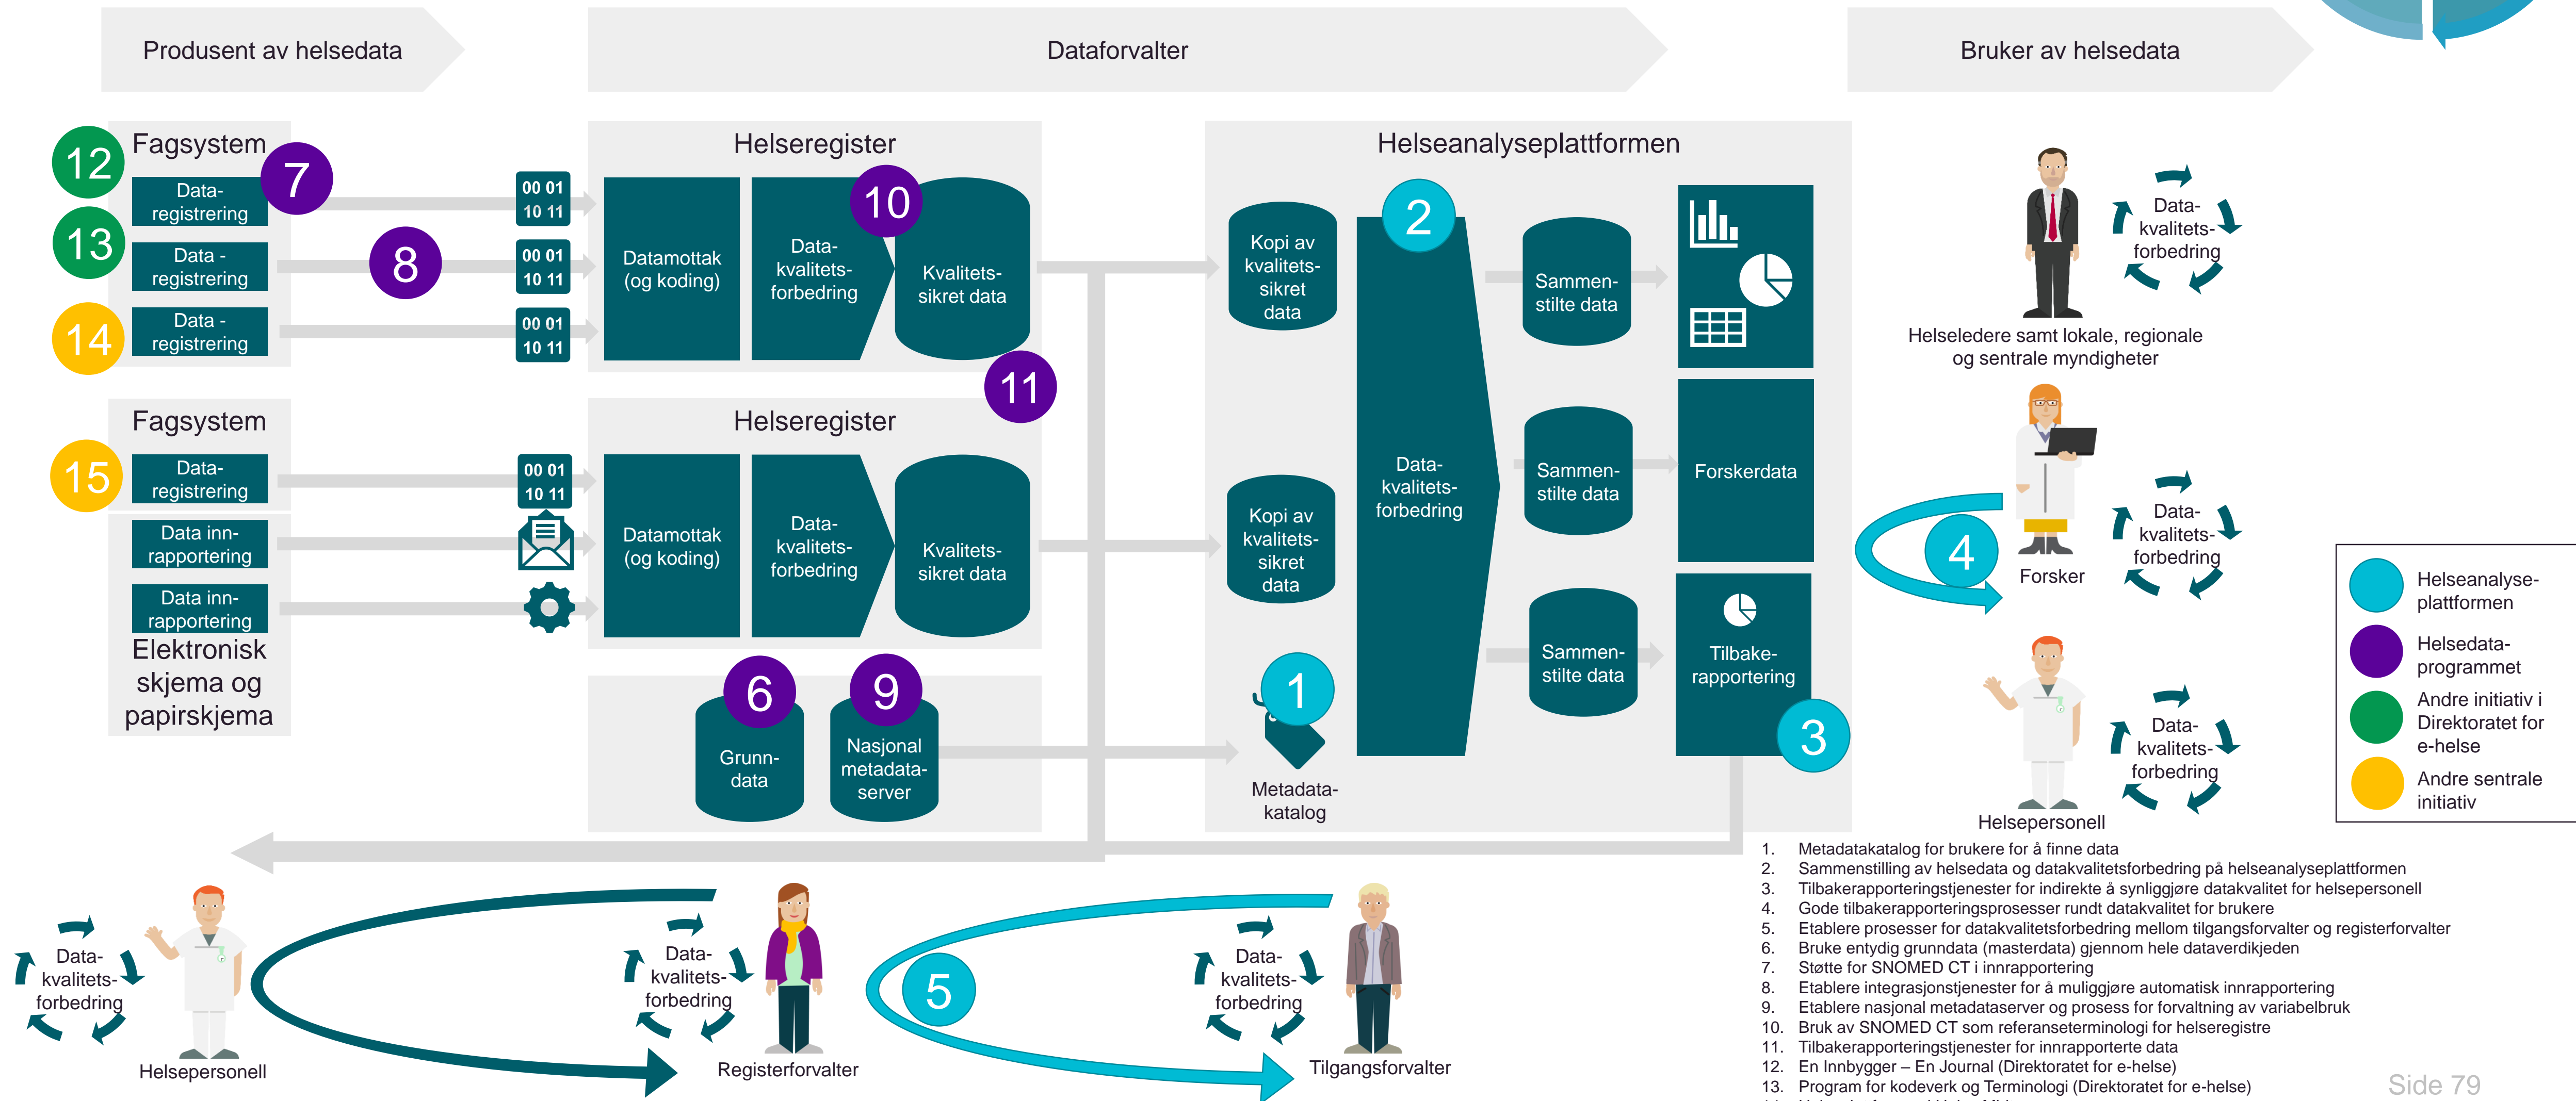 Produsent av helsedata
Dataforvalter
Bruker av helsedata
12
13
14
Fagsystem
7
Data-
registrering
Data -
registrering
Data -
registrering
8
00 01
10 11
00 01
10 11
00 01
10 11
Helseregister
Datamottak
(og koding)
Data-
kvalitets-
forbedring
10
Kvalitets-
sikret data
11
15
Fagsystem
Data-
registrering
Data inn-
rapportering
Data inn-
rapportering
Elektronisk
skjema og
papirskjema
00 01
10 11
Helseregister
Datamottak
(og koding)
Data-
kvalitets-
forbedring
Kvalitets-
sikret data
6
Grunn-
data
9
Nasjonal
metadata-
server
Helseanalyseplattformen
Kopi av
kvalitets-
sikret
data
Kopi av
kvalitets-
sikret
data
1
Metadata-
katalog
2
Data-
kvalitets-
forbedring
Sammen-
stilte data
Sammen-
stilte data
Sammen-
stilte data
Forskerdata
Tilbake-
rapportering
3
Data-
kvalitets-
forbedring
Helseledere samt lokale, regionale
og sentrale myndigheter
4
Forsker
Data-
kvalitets-
forbedring
Data-
kvalitets-
forbedring
Helsepersonell
Helseanalyse-
plattformen
Helsedata-
programmet
Andre initiativ i
Direktoratet for
e-helse
Andre sentrale
initiativ
Data-
kvalitets-
forbedring
Helsepersonell
Data-
kvalitets-
forbedring
Registerforvalter
5
Data-
kvalitets-
forbedring
Tilgangsforvalter
1. Metadatakatalog for brukere for å finne data
2. Sammenstilling av helsedata og datakvalitetsforbedring på helseanalyseplattformen
3. Tilbakerapporteringstjenester for indirekte å synliggjøre datakvalitet for helsepersonell
4. Gode tilbakerapporteringsprosesser rundt datakvalitet for brukere
5. Etablere prosesser for datakvalitetsforbedring mellom tilgangsforvalter og registerforvalter
6. Bruke entydig grunndata (masterdata) gjennom hele dataverdikjeden
7. Støtte for SNOMED CT i innrapportering
8. Etablere integrasjonstjenester for å muliggjøre automatisk innrapportering
9. Etablere nasjonal metadataserver og prosess for forvaltning av variabelbruk
10. Bruk av SNOMED CT som referanseterminologi for helseregistre
11. Tilbakerapporteringstjenester for innrapporterte data
12. En Innbygger – En Journal (Direktoratet for e-helse)
13. Program for kodeverk og Terminologi (Direktoratet for e-helse)
Side 79